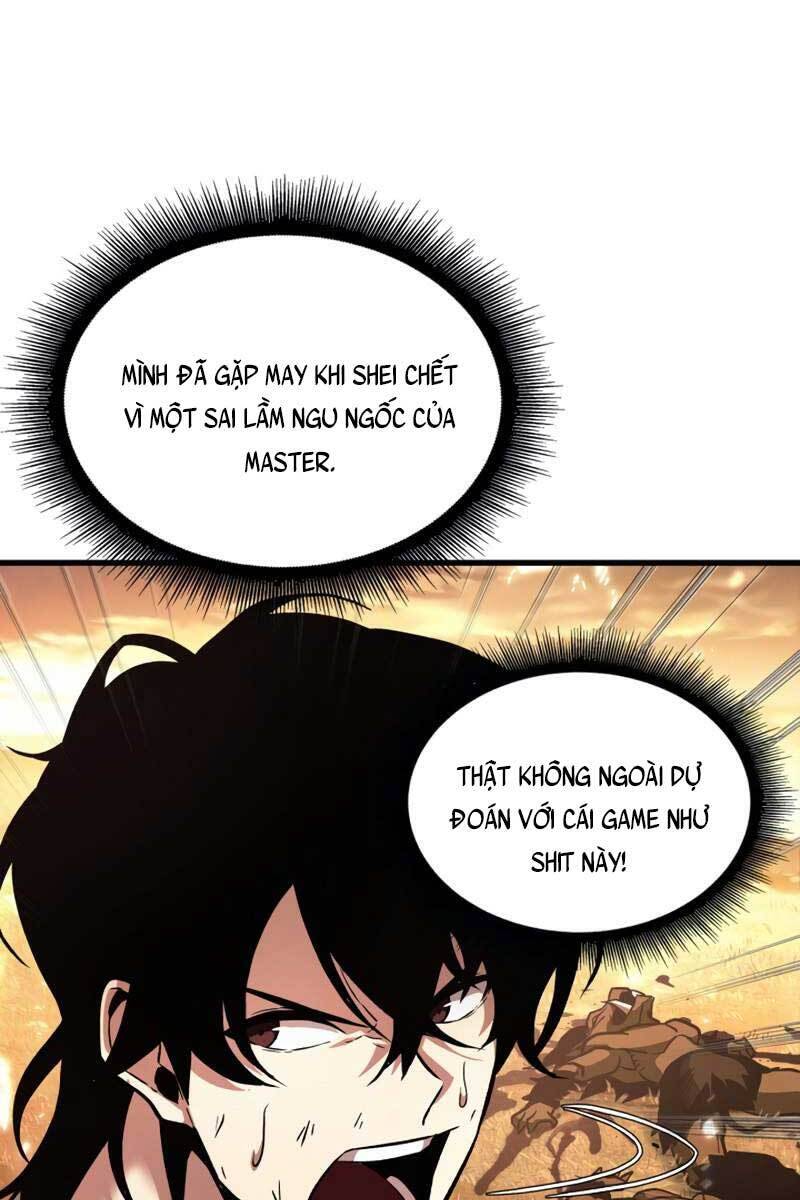 MÌNH ĐÃ GẶP MAY KHI SHEI CHẾT
VÌ MỘT SAI LẦM NGU NGỐC CỦA
MASTER.
THẬT KHÔNG NGOÀI DỰ
ĐOÁN VỚI CÁI GAME NHƯ
SHIT NÀY!